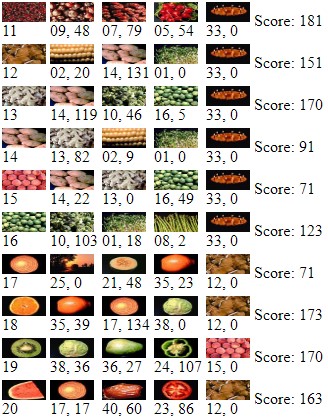 11 09, 48 07, 79 05, 54 33, 0 Score: 181
12 02, 20 14, 131 01, 0 33, 0 Score: 151
13 14, 119 10, 46 16, 5 33, 0 Score: 170
14 13, 82 02, 9 01, 0 33, 0 Score: 91
15 14, 22 13, 0 16, 49 33, 0 Score: 71
16 10, 103 01, 18 08, 2 33, 0 Score: 123
17 25, 0 21, 48 35, 23 12, 0 Score: 71
18 35, 39 17, 134 38, 0 12, 0 Score: 173
19 38, 36 36, 27 24, 107 15, 0 Score: 170
20 17, 17 40, 60 23, 86 12, 0 Score: 163